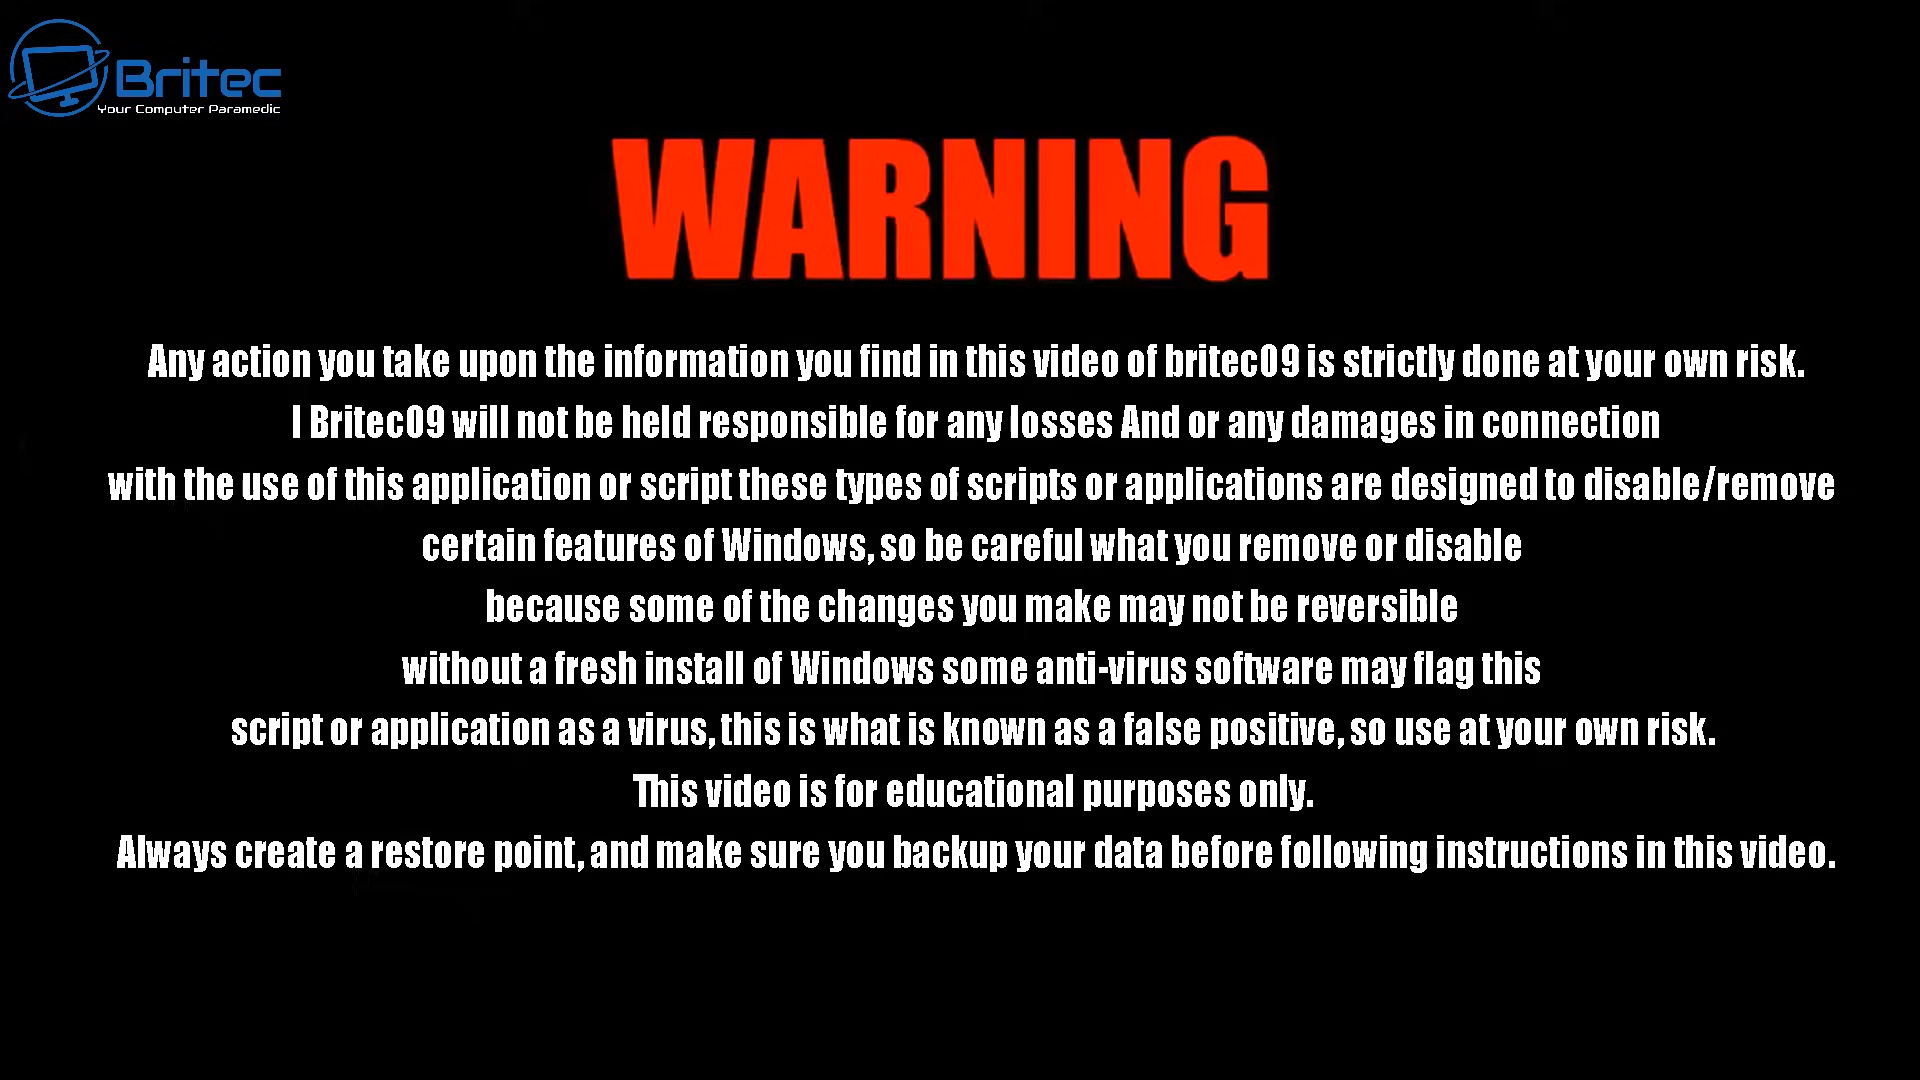 Britec
Your Computer Paramedic
WARNING
Any action you take upon the information you find in this video of britec09 is strictly done at your own risk.
I Britec09 will not be held responsible for any losses And or any damages in connection
with the use of this application or script these types of scripts or applications are designed to disable/remove
certain features of Windows, so be careful what you remove or disable
because some of the changes you make may not be reversible
without a fresh install of Windows some anti-virus software may flag this
script or application as a virus, this is what is known as a false positive, so use at your own risk.
This video is for educational purposes only.
Always create a restore point, and make sure you backup your data before following instructions in this video.